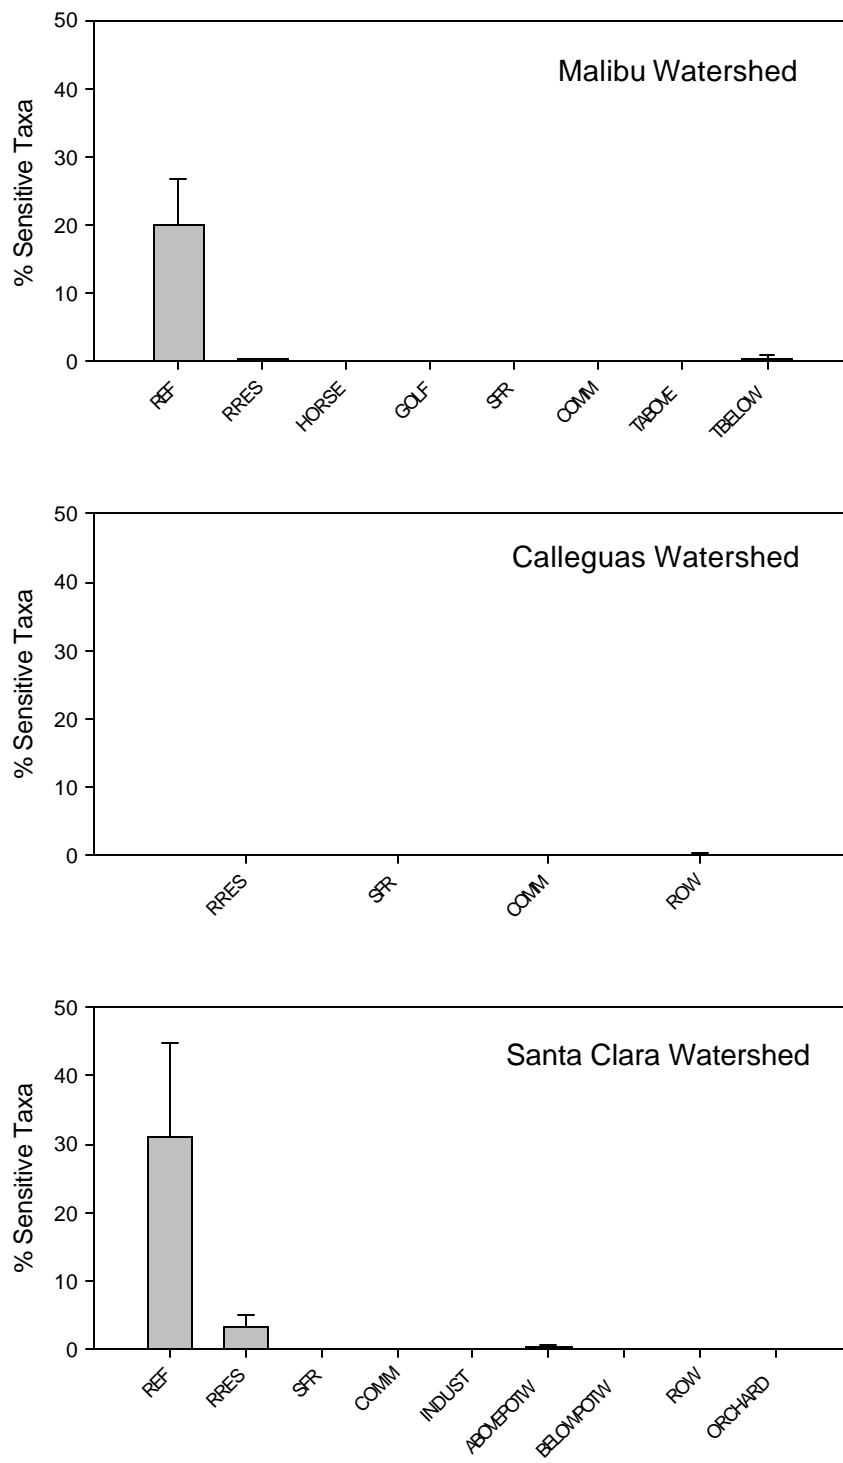 Malibu Watershed
% Sensitive Taxa
50
40
30
20
10
0
REF
RRES
HORSE
GOLF
SFR
COMM
TABOVE
TBELOW
Calleguas Watershed
% Sensitive Taxa
50
40
30
20
10
0
RRES
SFR
COMM
ROW
Santa Clara Watershed
% Sensitive Taxa
50
40
30
20
10
0
REF
RRES
SFR
COMM
INDUST
ABOVEPOTW
BELOWPOTW
ROW
ORCHARD